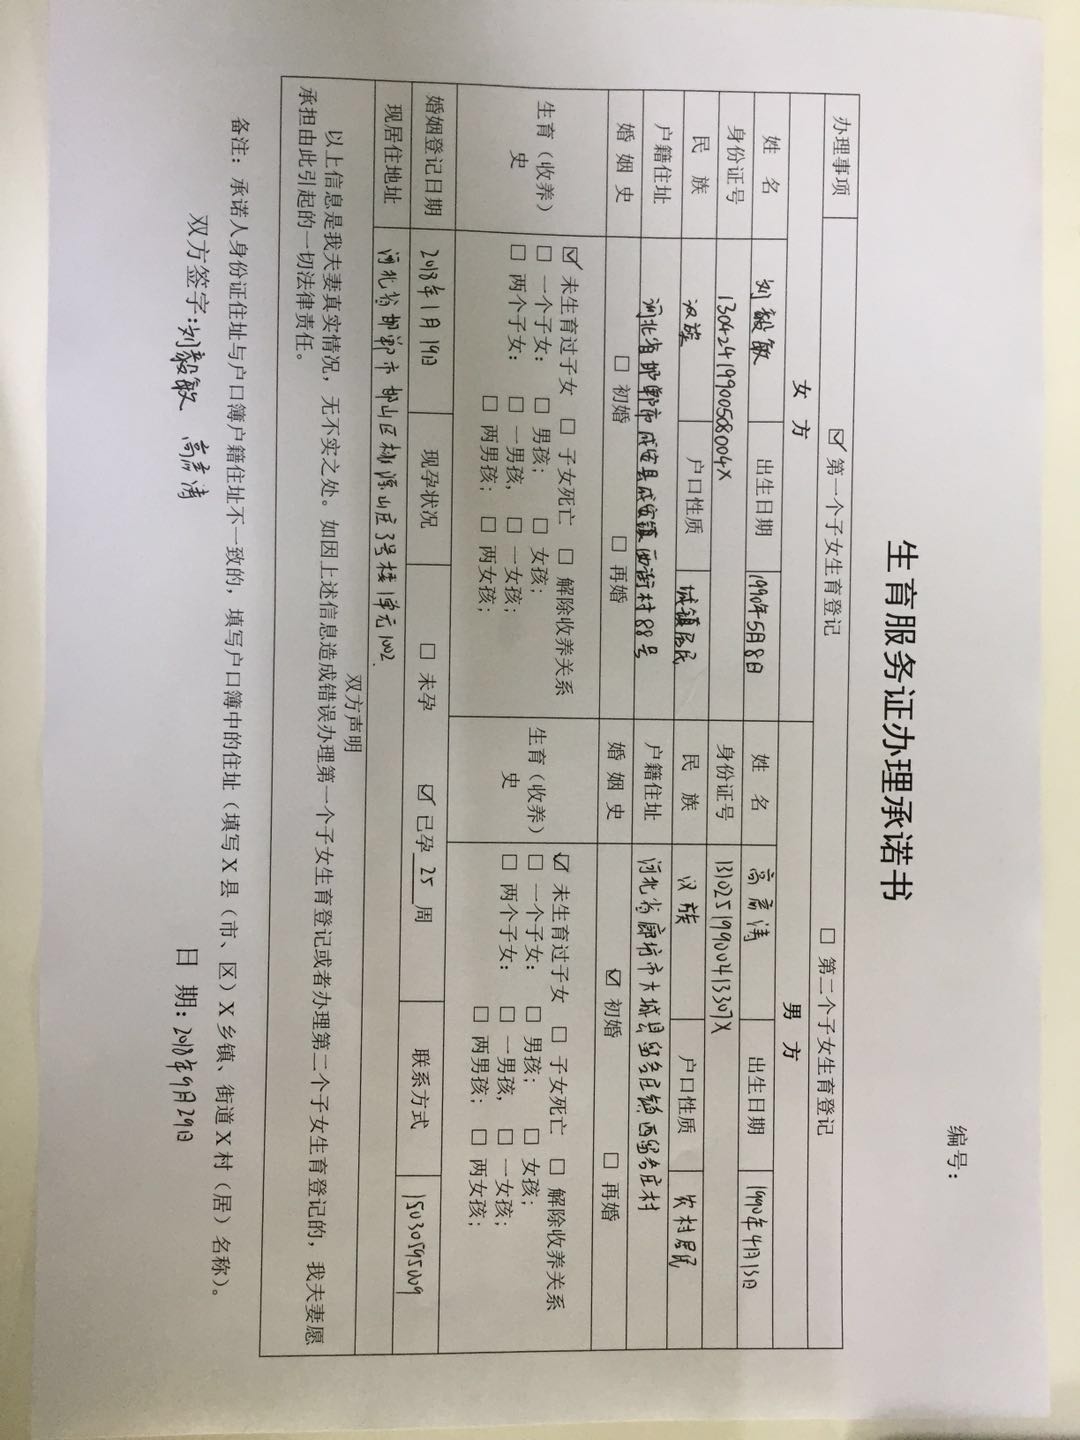 编号：
生育服务证办理承诺书
办理事项 ☑ 第一个子女生育登记 □ 第二个子女生育登记
女 方 男 方
姓 名 刘毅敏 出生日期 1990年5月8日 姓 名 高彦涛 出生日期 1990年4月13日
身份证号 13042419900508004X 身份证号 13102519900413307X
民 族 汉族 户口性质 城镇居民 民 族 汉族 户口性质 农村居民
户籍住址 河北省邯郸市成安县成安镇西街村88号 户籍住址 河北省廊坊市大城县留各庄镇西留各庄村
婚 姻 史 □ 初婚 □ 再婚 婚 姻 史 ☑ 初婚 □ 再婚
生育（收养）史 ☑ 未生育过子女 □ 子女死亡 □ 解除收养关系 生育（收养）史 ☑ 未生育过子女 □ 子女死亡 □ 解除收养关系
□ 一个子女： □ 男孩； □ 女孩； □ 一个子女： □ 男孩； □ 女孩；
□ 两个子女： □ 一男孩，□ 一女孩； □ 两个子女： □ 一男孩，□ 一女孩；
□ 两男孩； □ 两女孩； □ 两男孩； □ 两女孩；
婚姻登记日期 2018年1月19日 现孕状况 □ 未孕 ☑ 已孕 25 周 联系方式 15030595009
现居住地址 河北省邯郸市邯山区桃源山庄3号楼1单元1002.
双方声明
以上信息是我夫妻真实情况，无不实之处。如因上述信息造成错误办理第一个子女生育登记或者办理第二个子女生育登记的，我夫妻愿
承担由此引起的一切法律责任。
备注：承诺人身份证住址与户口簿户籍住址不一致的，填写户口簿中的住址（填写X县（市、区）X乡镇、街道X村（居）名称）。
双方签字：刘毅敏 高彦涛 日 期：2018年9月29日